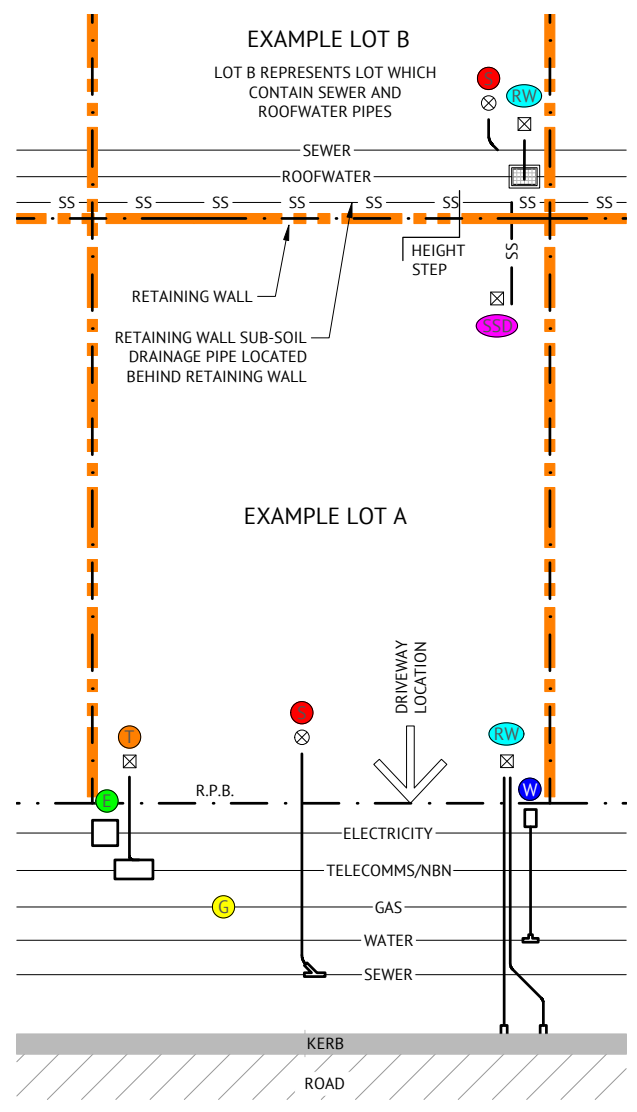 EXAMPLE LOT B
LOT B REPRESENTS LOT WHICH
CONTAIN SEWER AND
ROOFWATER PIPES
S
RW
SEWER
ROOFWATER
SS SS SS SS SS SS SS SS
SS
HEIGHT
STEP
RETAINING WALL
SSD
RETAINING WALL SUB-SOIL
DRAINAGE PIPE LOCATED
BEHIND RETAINING WALL
EXAMPLE LOT A
DRIVEWAY
LOCATION
S
T
RW
E
R.P.B.
W
ELECTRICITY
TELECOMMS/NBN
G
GAS
WATER
SEWER
KERB
ROAD